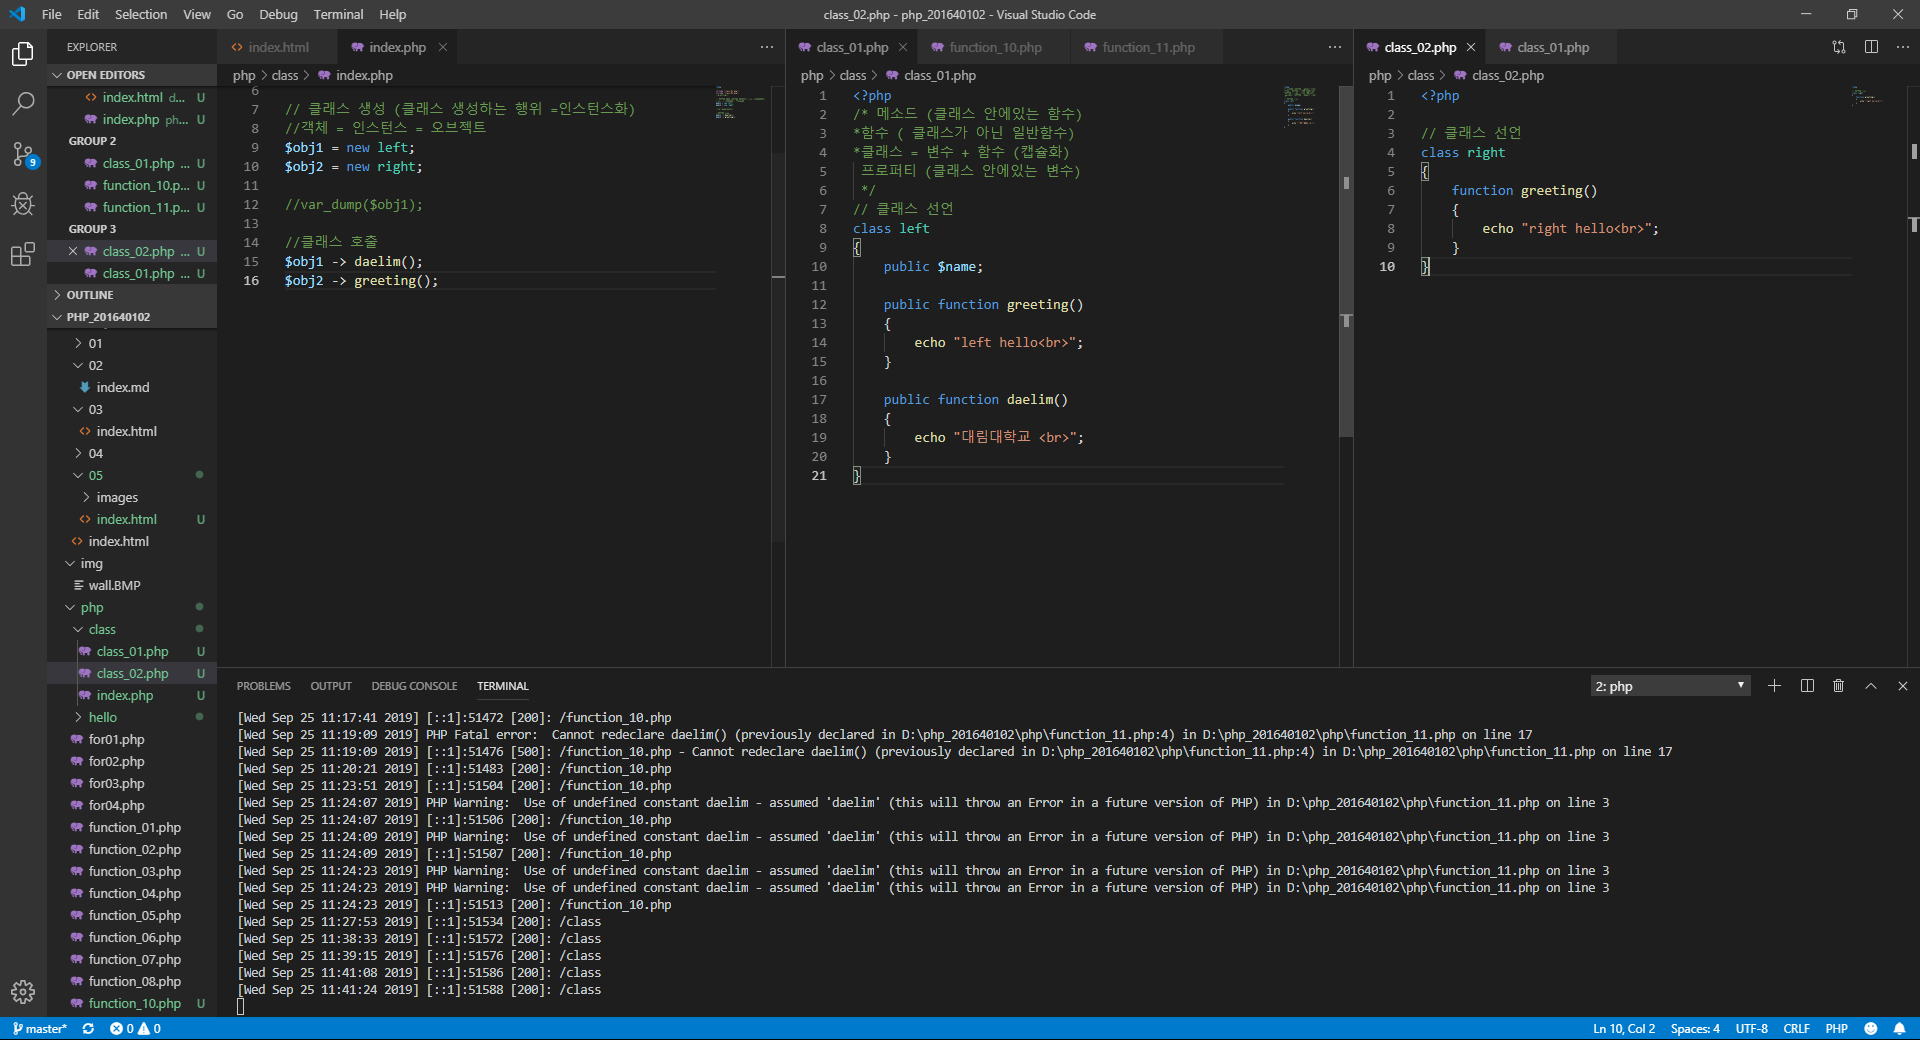 File Edit Selection View Go Debug Terminal Help
class_02.php - php_201640102 - Visual Studio Code
EXPLORER
OPEN EDITORS
index.html d... U
index.php ph... U
GROUP 2
class_01.php ... U
function_10.p... U
function_11.p... U
GROUP 3
class_02.php ... U
class_01.php ... U
OUTLINE
PHP_201640102
01
02
index.md
03
index.html
04
05
images
index.html U
index.html
img
wall.BMP
php
class
class_01.php U
class_02.php U
index.php U
hello
for01.php
for02.php
for03.php
for04.php
function_01.php
function_02.php
function_03.php
function_04.php
function_05.php
function_06.php
function_07.php
function_08.php
function_10.php U
9
index.html index.php
php > class > index.php
6
7 // 클래스 생성 (클래스 생성하는 행위 =인스턴스화)
8 //객체 = 인스턴스 = 오브젝트
9 $obj1 = new left;
10 $obj2 = new right;
11
12 //var_dump($obj1);
13
14 //클래스 호출
15 $obj1 -> daelim();
16 $obj2 -> greeting();
class_01.php function_10.php function_11.php
php > class > class_01.php
1 <?php
2 /* 메소드 (클래스 안에있는 함수)
3 *함수 ( 클래스가 아닌 일반함수)
4 *클래스 = 변수 + 함수 (캡슐화)
5 프로퍼티 (클래스 안에있는 변수)
6 */
7 // 클래스 선언
8 class left
9 {
10 public $name;
11
12 public function greeting()
13 {
14 echo "left hello<br>";
15 }
16
17 public function daelim()
18 {
19 echo "대림대학교 <br>";
20 }
21 }
class_02.php class_01.php
php > class > class_02.php
1 <?php
2
3 // 클래스 선언
4 class right
5 {
6 function greeting()
7 {
8 echo "right hello<br>";
9 }
10 }
PROBLEMS OUTPUT DEBUG CONSOLE TERMINAL
2: php
[Wed Sep 25 11:17:41 2019] [::1]:51472 [200]: /function_10.php
[Wed Sep 25 11:19:09 2019] PHP Fatal error:  Cannot redeclare daelim() (previously declared in D:\php_201640102\php\function_11.php:4) in D:\php_201640102\php\function_11.php on line 17
[Wed Sep 25 11:19:09 2019] [::1]:51476 [500]: /function_10.php - Cannot redeclare daelim() (previously declared in D:\php_201640102\php\function_11.php:4) in D:\php_201640102\php\function_11.php on line 17
[Wed Sep 25 11:20:21 2019] [::1]:51483 [200]: /function_10.php
[Wed Sep 25 11:23:51 2019] [::1]:51504 [200]: /function_10.php
[Wed Sep 25 11:24:07 2019] PHP Warning:  Use of undefined constant daelim - assumed 'daelim' (this will throw an Error in a future version of PHP) in D:\php_201640102\php\function_11.php on line 3
[Wed Sep 25 11:24:07 2019] [::1]:51506 [200]: /function_10.php
[Wed Sep 25 11:24:09 2019] PHP Warning:  Use of undefined constant daelim - assumed 'daelim' (this will throw an Error in a future version of PHP) in D:\php_201640102\php\function_11.php on line 3
[Wed Sep 25 11:24:09 2019] [::1]:51507 [200]: /function_10.php
[Wed Sep 25 11:24:23 2019] PHP Warning:  Use of undefined constant daelim - assumed 'daelim' (this will throw an Error in a future version of PHP) in D:\php_201640102\php\function_11.php on line 3
[Wed Sep 25 11:24:23 2019] PHP Warning:  Use of undefined constant daelim - assumed 'daelim' (this will throw an Error in a future version of PHP) in D:\php_201640102\php\function_11.php on line 3
[Wed Sep 25 11:24:23 2019] [::1]:51513 [200]: /function_10.php
[Wed Sep 25 11:27:53 2019] [::1]:51534 [200]: /class
[Wed Sep 25 11:38:33 2019] [::1]:51572 [200]: /class
[Wed Sep 25 11:39:15 2019] [::1]:51576 [200]: /class
[Wed Sep 25 11:41:08 2019] [::1]:51586 [200]: /class
[Wed Sep 25 11:41:24 2019] [::1]:51588 [200]: /class
master* 0 0 Ln 10, Col 2 Spaces: 4 UTF-8 CRLF PHP